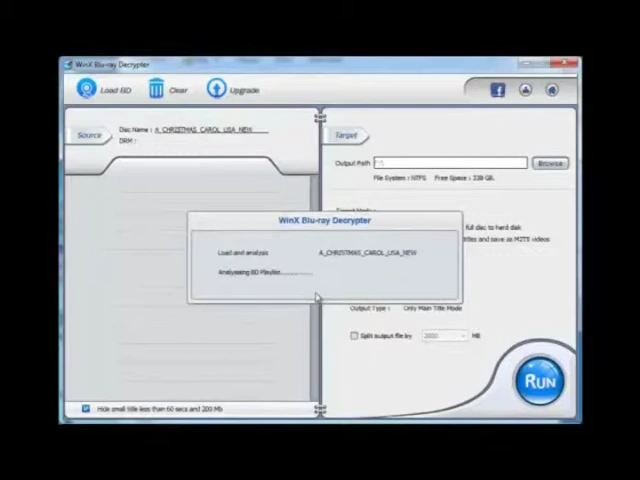 WinX Blu-ray Decrypter
Load BD
Clear
Upgrade
f
Source
Disc Name : A_CHRISTMAS_CAROL_USA_NEW
DRM :
Target
Output Path
Browse
File System : NTFS Free Space : 338 GB.
full disc to hard disk
titles and save as M2TS videos
WinX Blu-ray Decrypter
Load and analysis A_CHRISTMAS_CAROL_USA_NEW
Analysing BD Playlist..............
Output Type : Only Main Title Mode
Split output file by 2000 MB
RUN
Hide small title less than 60 secs and 200 Mb